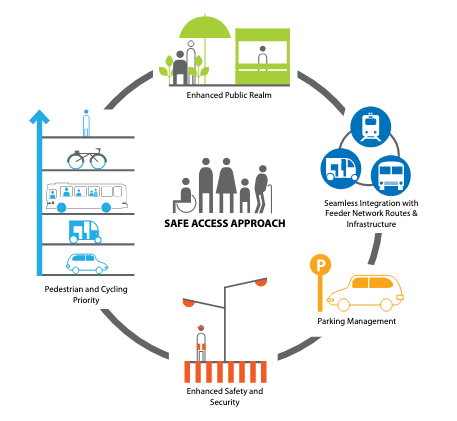 Enhanced Public Realm
SAFE ACCESS APPROACH
Seamless Integration with
Feeder Network Routes &
Infrastructure
P
Parking Management
Enhanced Safety and
Security
Pedestrian and Cycling
Priority